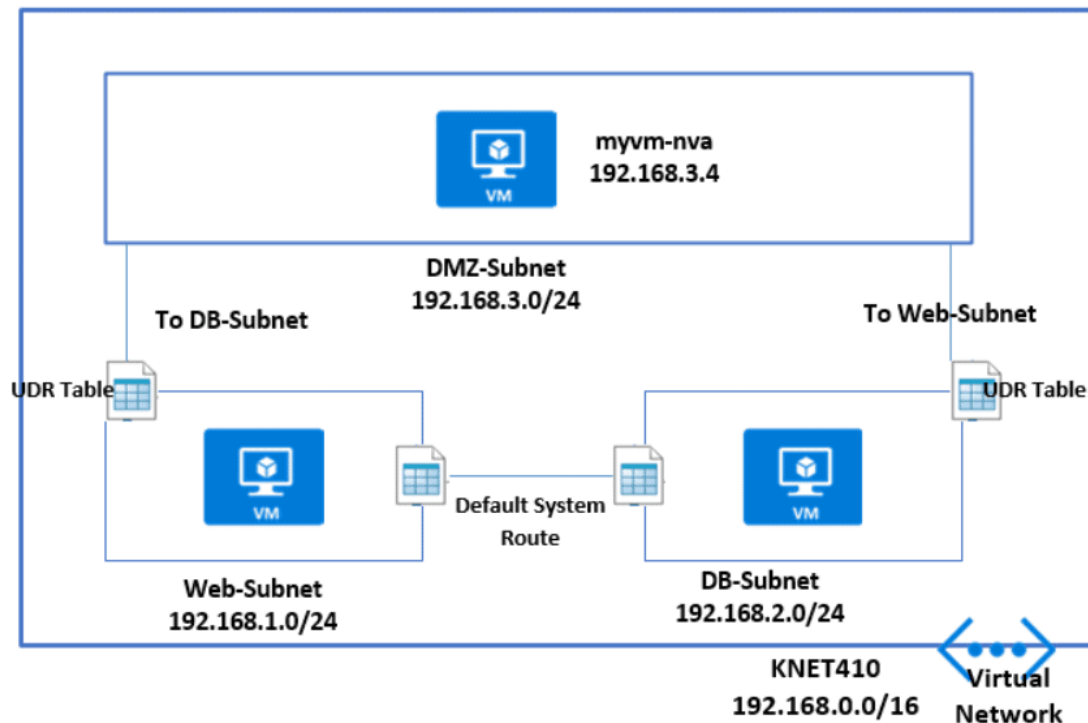 myvm-nva
192.168.3.4
VM
DMZ-Subnet
192.168.3.0/24
To DB-Subnet
To Web-Subnet
UDR Table
UDR Table
VM
Default System
Route
VM
Web-Subnet
192.168.1.0/24
DB-Subnet
192.168.2.0/24
KNET410
192.168.0.0/16
Virtual
Network